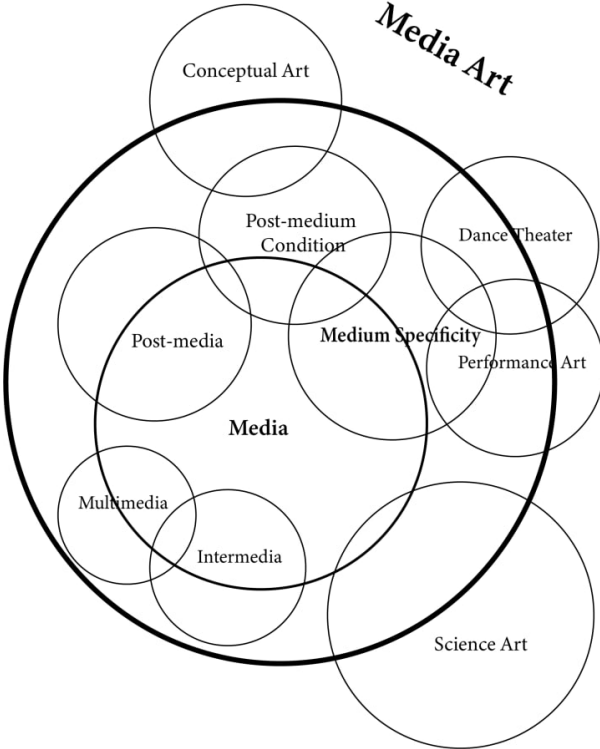 Media Art
Conceptual Art
Post-medium
Condition
Dance Theater
Post-media
Medium Specificity
Performance Art
Media
Multimedia
Intermedia
Science Art